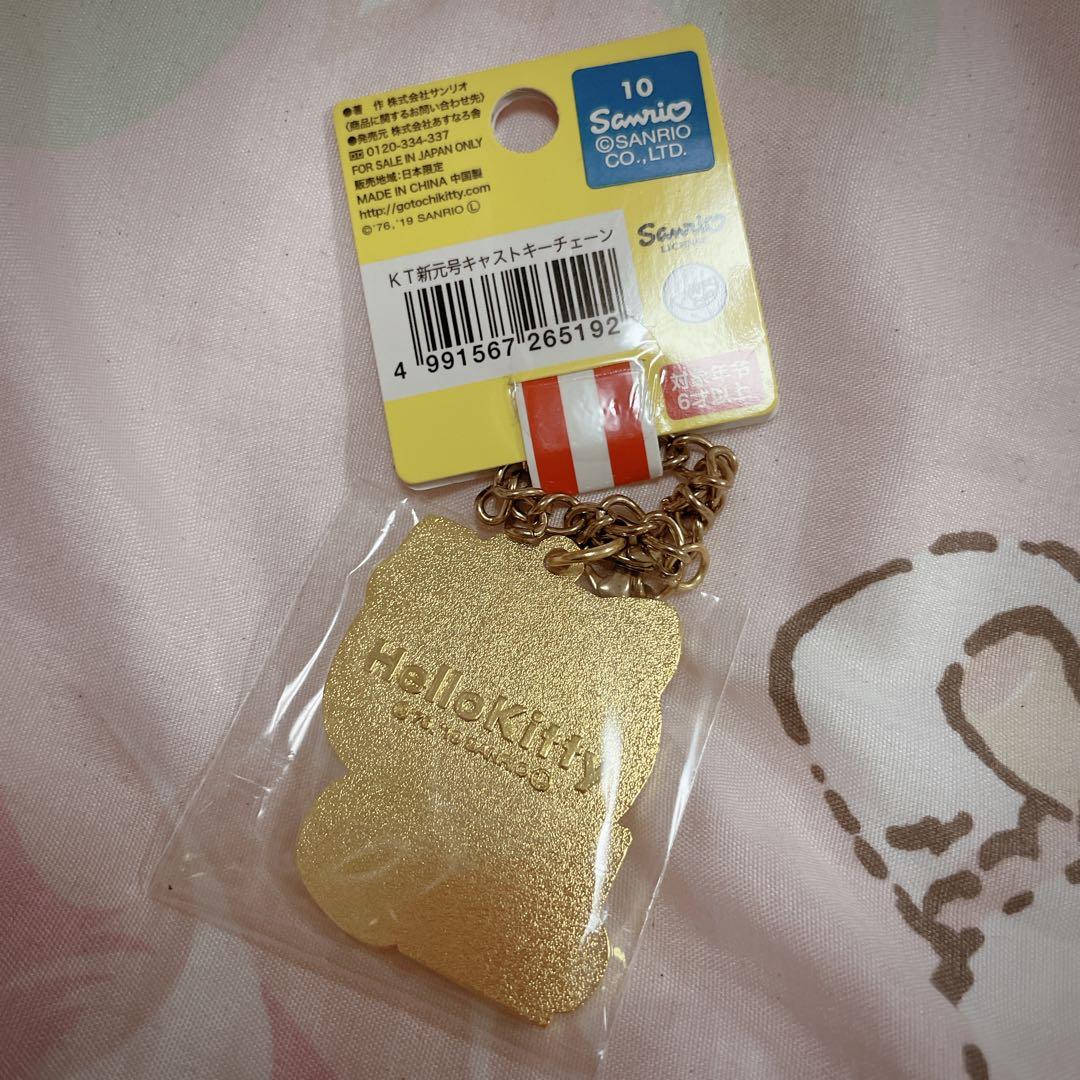 ●著 作 株式会社サンリオ
〈商品に関するお問い合わせ先〉
●発売元 株式会社あすなろ舎
0120-334-337
FOR SALE IN JAPAN ONLY
販売地域:日本限定
MADE IN CHINA 中国製
http://gotochikitty.com
©'76,'19 SANRIO Ⓛ
10
Sanrio
©SANRIO
CO.,LTD.
Sanrio
LICENSE
KT新元号キャストキーチェーン
4 991567 265192
対象年令
6才以上
HelloKitty
©'76,'19 SANRIO Ⓛ